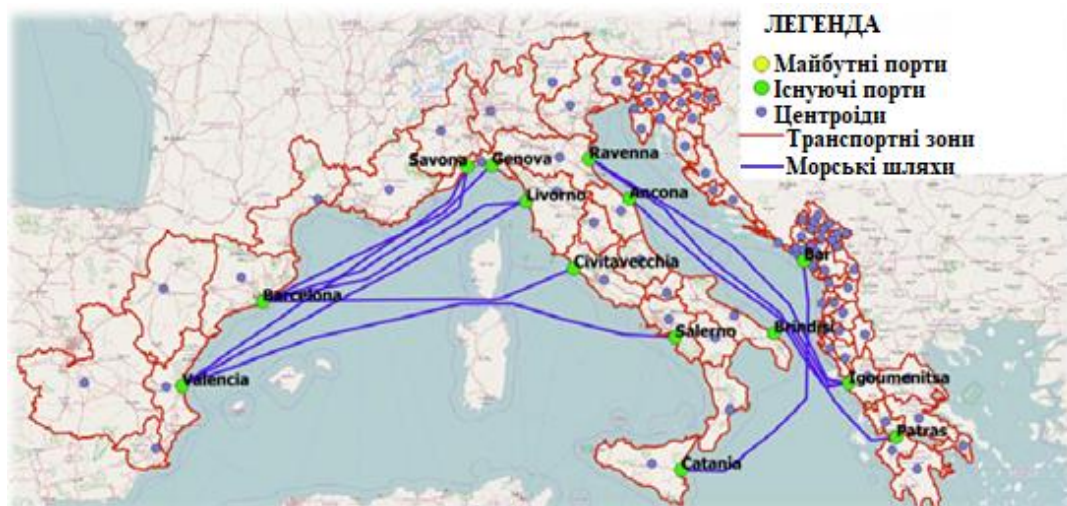 ЛЕГЕНДА
Майбутні порти
Існуючі порти
Центроіди
Транспортні зони
Морські шляхи
Savona
Genova
Ravenna
Livorno
Ancona
Civitavecchia
Bai
Barcelona
Salerno
Brindisi
Valencia
Igoumenitsa
Patras
Catania